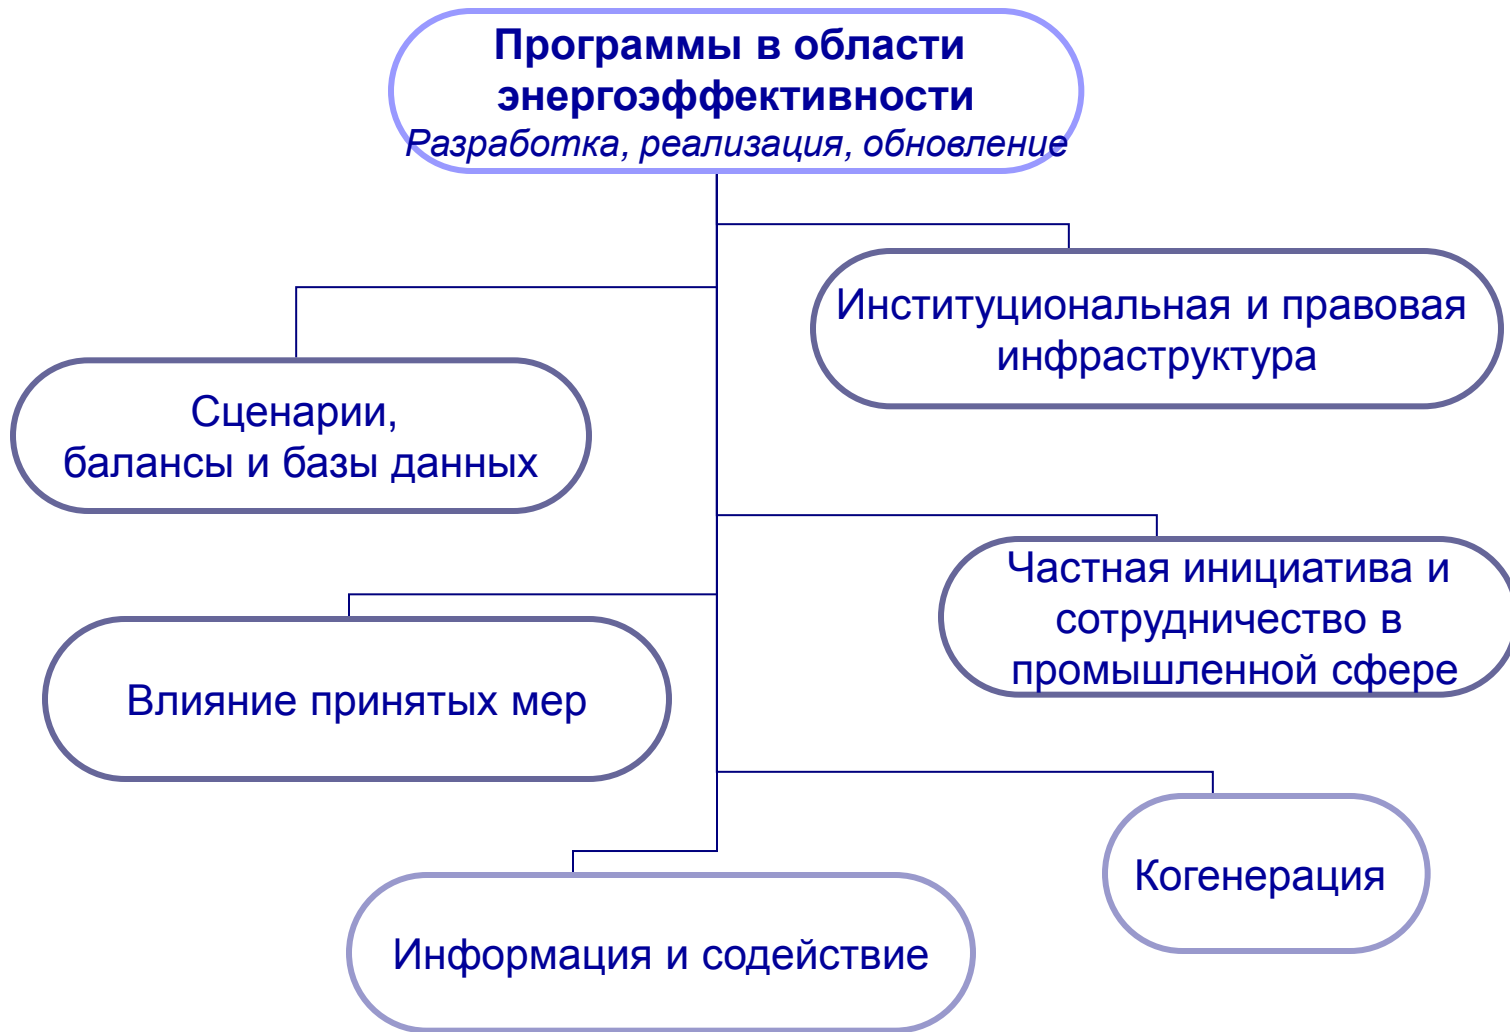 Программы в области
энергоэффективности
Разработка, реализация, обновление
Институциональная и правовая
инфраструктура
Сценарии,
балансы и базы данных
Частная инициатива и
сотрудничество в
промышленной сфере
Влияние принятых мер
Когенерация
Информация и содействие